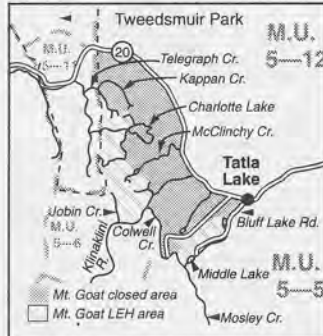 Tweedsmuir Park
M.U.
5—11
20
M.U.
5—12
Telegraph Cr.
Kappan Cr.
Charlotte Lake
McClinchy Cr.
Tatla
Lake
Jobin Cr.
M.U.
5—6
Klinaklini
R.
Colwell
Cr.
Bluff Lake Rd.
Middle Lake
M.U.
5—5
Mosley Cr.
Mt. Goat closed area
Mt. Goat LEH area